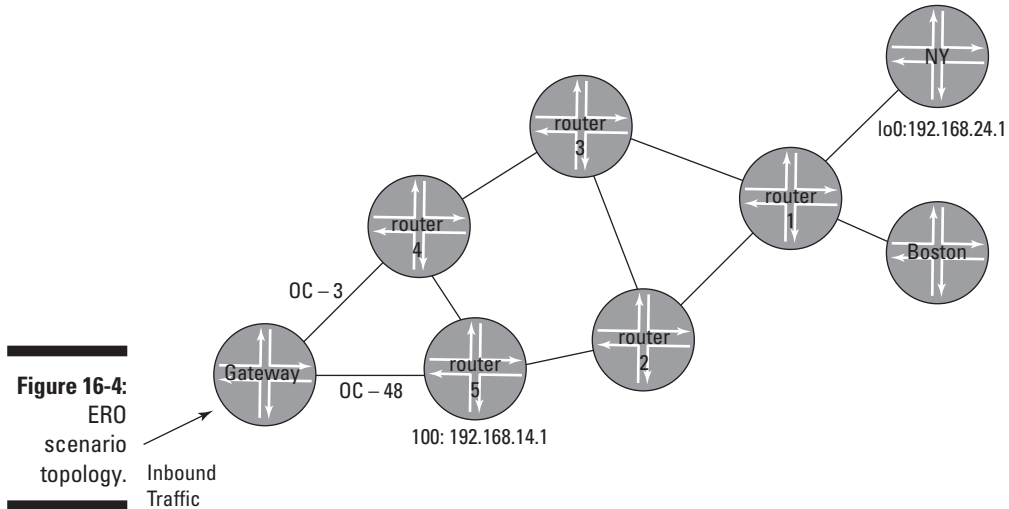 NY
lo0:192.168.24.1
router
3
router
1
router
4
Boston
OC – 3
router
2
Gateway
router
5
OC – 48
100: 192.168.14.1
Figure 16-4:
ERO
scenario
topology.
Inbound
Traffic